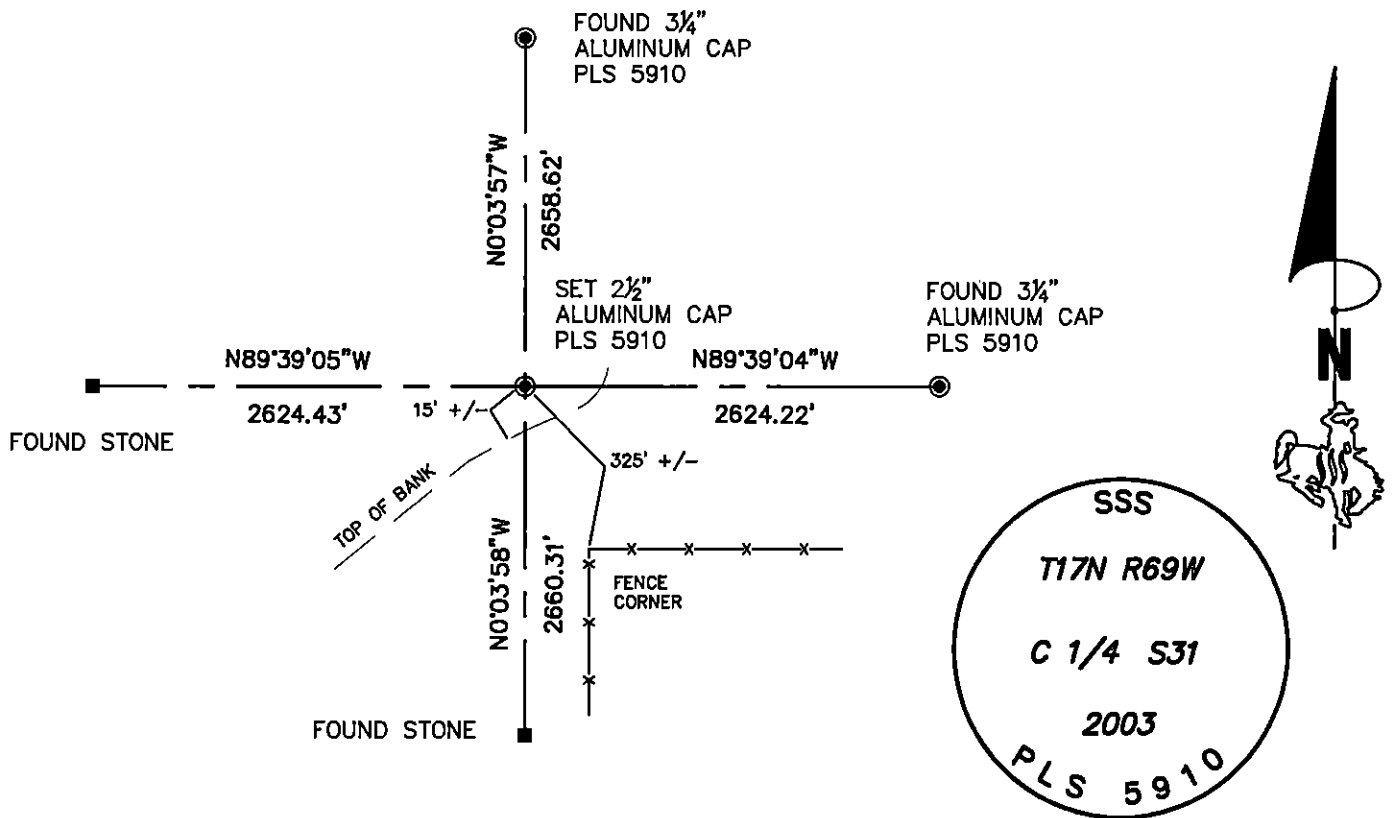 FOUND 3¼"
ALUMINUM CAP
PLS 5910
N0°03'57"W
2658.62'
SET 2½"
ALUMINUM CAP
PLS 5910
FOUND 3¼"
ALUMINUM CAP
PLS 5910
N89°39'05"W
N89°39'04"W
2624.43'
15' +/-
2624.22'
FOUND STONE
325' +/-
TOP OF BANK
N0°03'58"W
2660.31'
FENCE
CORNER
FOUND STONE
N
SSS
T17N R69W
C 1/4 S31
2003
PLS 5910